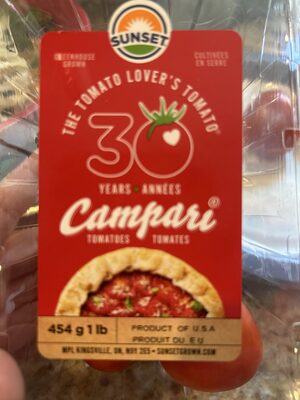 SUNSET®
GREENHOUSE GROWN
CULTIVÉES EN SERRE
THE TOMATO LOVER'S TOMATO®
30
YEARS • ANNÉES
Campari®
TOMATOES TOMATES
454 g 1 lb
PRODUCT OF U.S.A
PRODUIT DU E U
MPL KINGSVILLE, ON, N9Y 2E5 • SUNSETGROWN.COM